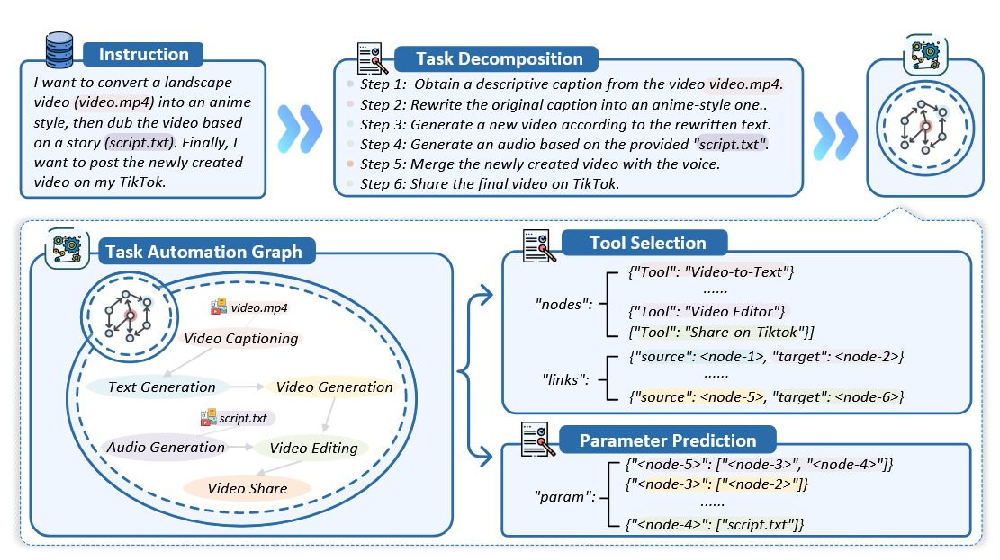 Instruction
I want to convert a landscape
video (video.mp4) into an anime
style, then dub the video based
on a story (script.txt). Finally, I
want to post the newly created
video on my TikTok.
Task Decomposition
Step 1: Obtain a descriptive caption from the video video.mp4.
Step 2: Rewrite the original caption into an anime-style one..
Step 3: Generate a new video according to the rewritten text.
Step 4: Generate an audio based on the provided "script.txt".
Step 5: Merge the newly created video with the voice.
Step 6: Share the final video on TikTok.
Task Automation Graph
video.mp4
Video Captioning
Text Generation
Video Generation
script.txt
Audio Generation
Video Editing
Video Share
Tool Selection
"nodes":
{"Tool": "Video-to-Text"}
......
{"Tool": "Video Editor"}
{"Tool": "Share-on-Tiktok"}]
"links":
{"source": <node-1>, "target": <node-2>}
......
{"source": <node-5>, "target": <node-6>}
Parameter Prediction
"param":
{"<node-5>": ["<node-3>", "<node-4>"]}
{"<node-3>": ["<node-2>"]}
......
{"<node-4>": ["script.txt"]}